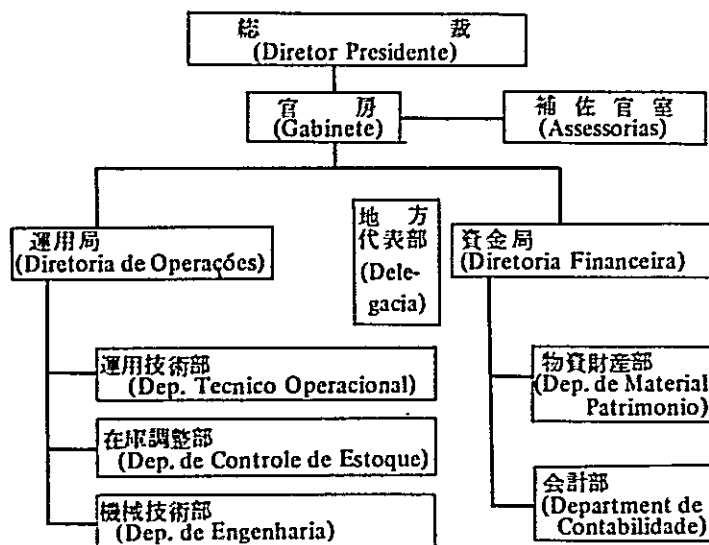 総裁
(Diretor Presidente)
官房
(Gabinete)
補佐官室
(Assessorias)
運用局
(Diretoria de Operações)
地方
代表部
(Dele-
gacia)
資金局
(Diretoria Financeira)
運用技術部
(Dep. Tecnico Operacional)
在庫調整部
(Dep. de Controle de Estoque)
機械技術部
(Dep. de Engenharia)
物資財産部
(Dep. de Material
Patrimonio)
会計部
(Department de
Contabilidade)